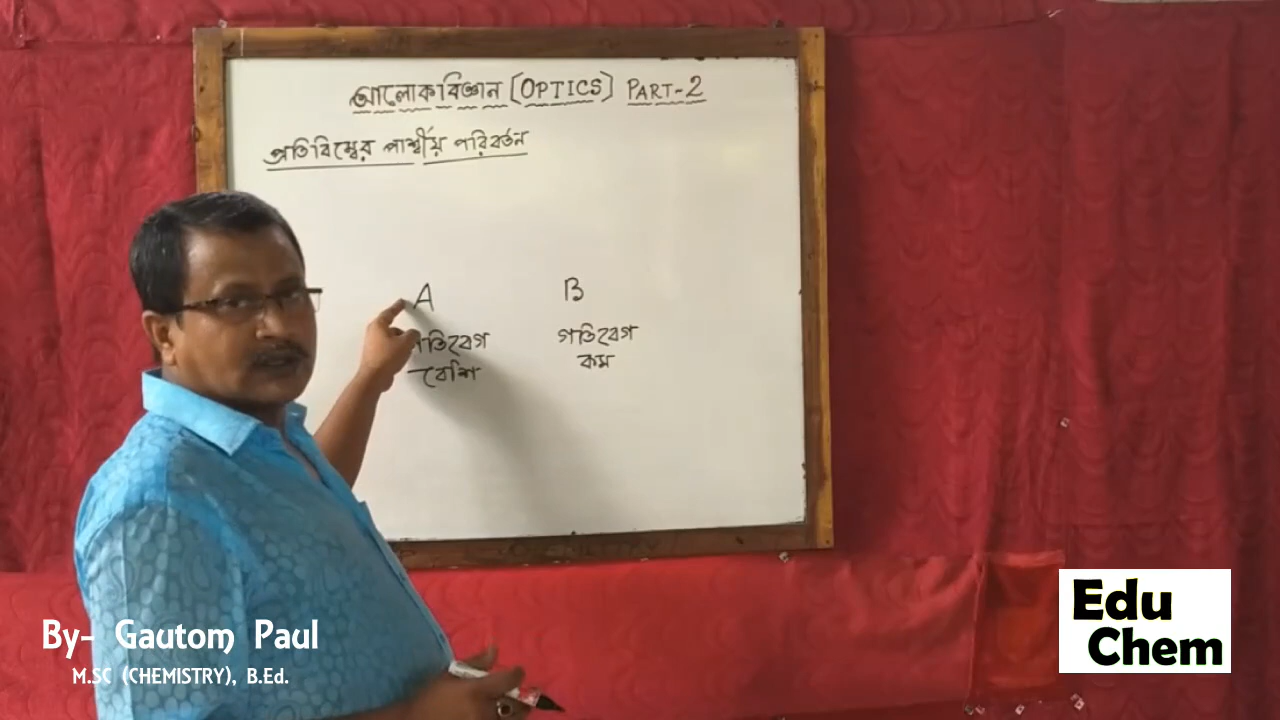 আলোকবিজ্ঞান [OPTICS] PART-2
প্রতিবিম্বের পার্শ্বীয় পরিবর্তন
A B
গতিবেগ গতিবেগ
বেশি কম
By- Gautom Paul
M.SC (CHEMISTRY), B.Ed.
Edu
Chem